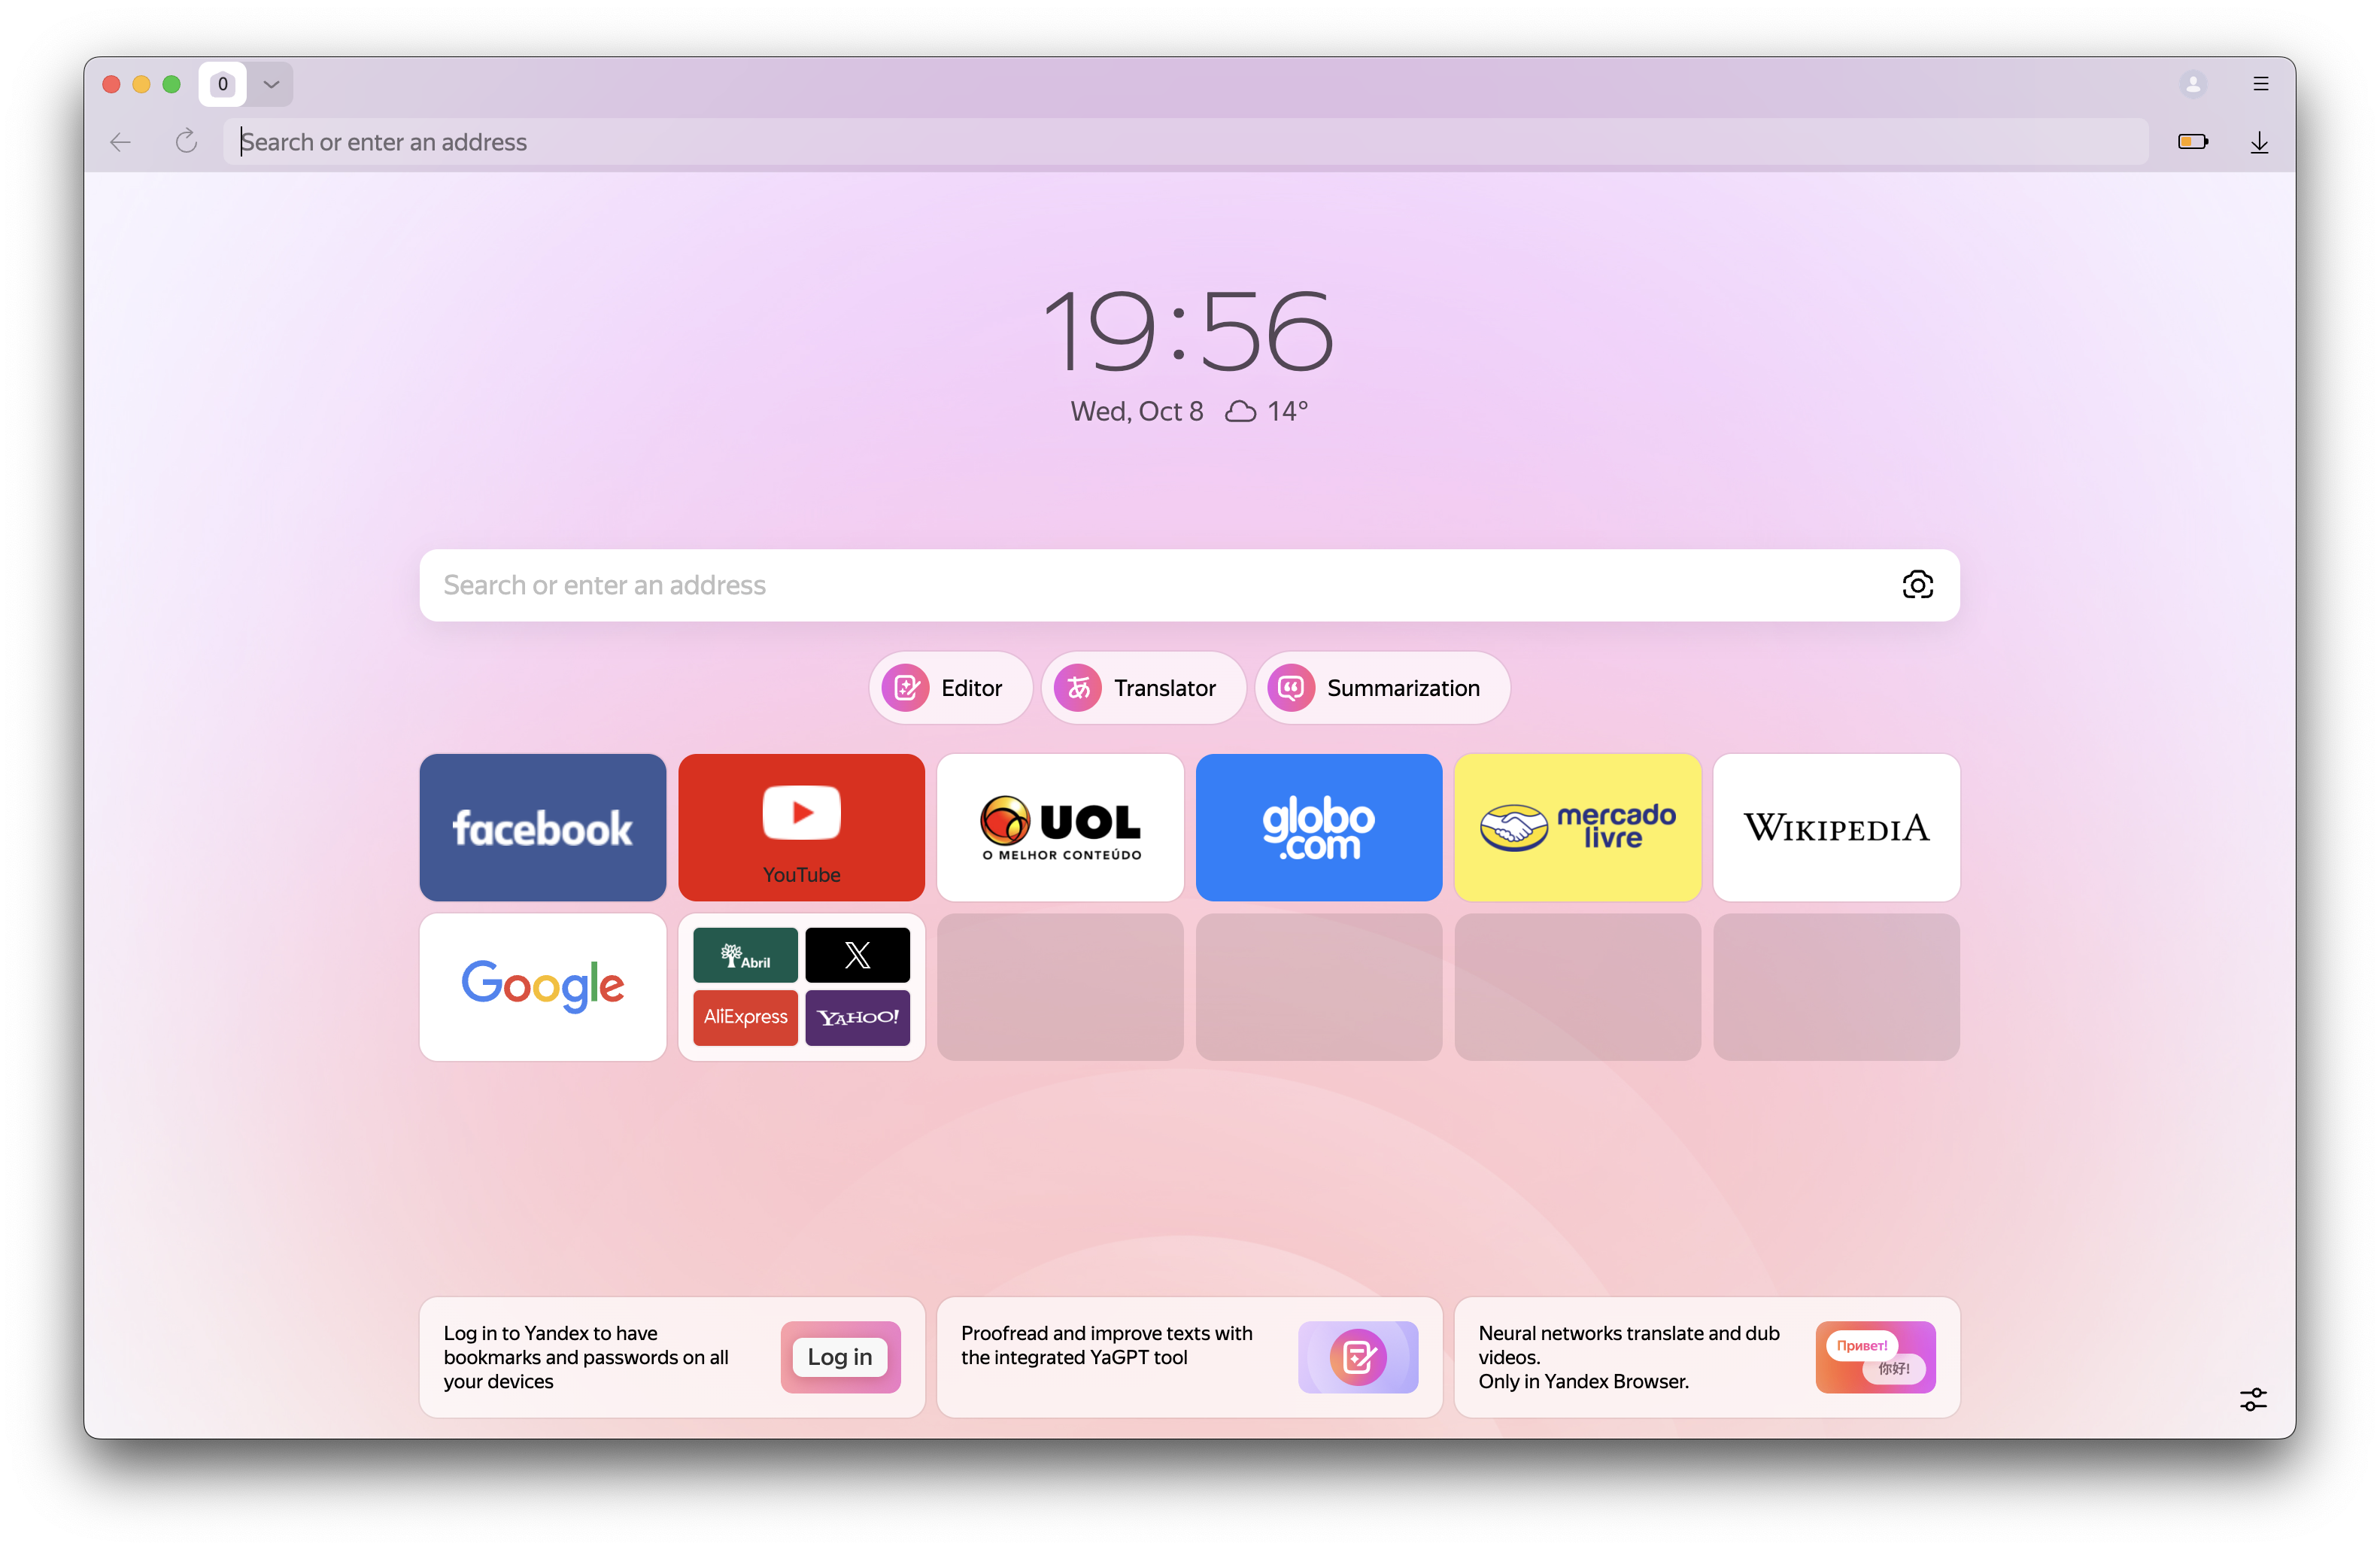 0
Search or enter an address
19:56
Wed, Oct 8 14°
Search or enter an address
Editor
Translator
Summarization
facebook
YouTube
UOL
O MELHOR CONTEÚDO
globo
.com
mercado
livre
WIKIPEDIA
Google
Abril
X
AliExpress
YAHOO!
Log in to Yandex to have
bookmarks and passwords on all
your devices
Log in
Proofread and improve texts with
the integrated YaGPT tool
Neural networks translate and dub
videos.
Only in Yandex Browser.
Привет!
你好!
あ